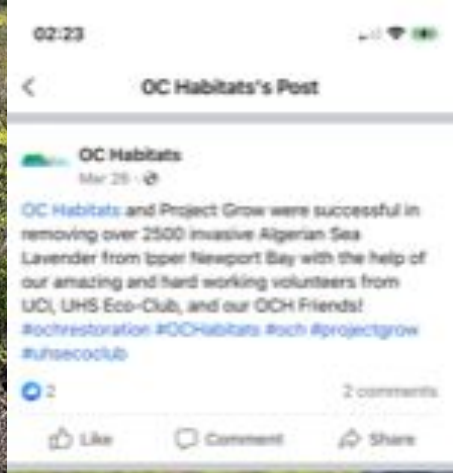 02:23
OC Habitats's Post
OC Habitats
Mar 28
OC Habitats and Project Grow were successful in
removing over 2500 invasive Algerian Sea
Lavender from Ipper Newport Bay with the help of
our amazing and hard working volunteers from
UCI, UHS Eco-Club, and our OCH Friends!
#ochrestoration #OCHabitats #och #projectgrow
#uhsecoclub
2
2 comments
Like Comment Share